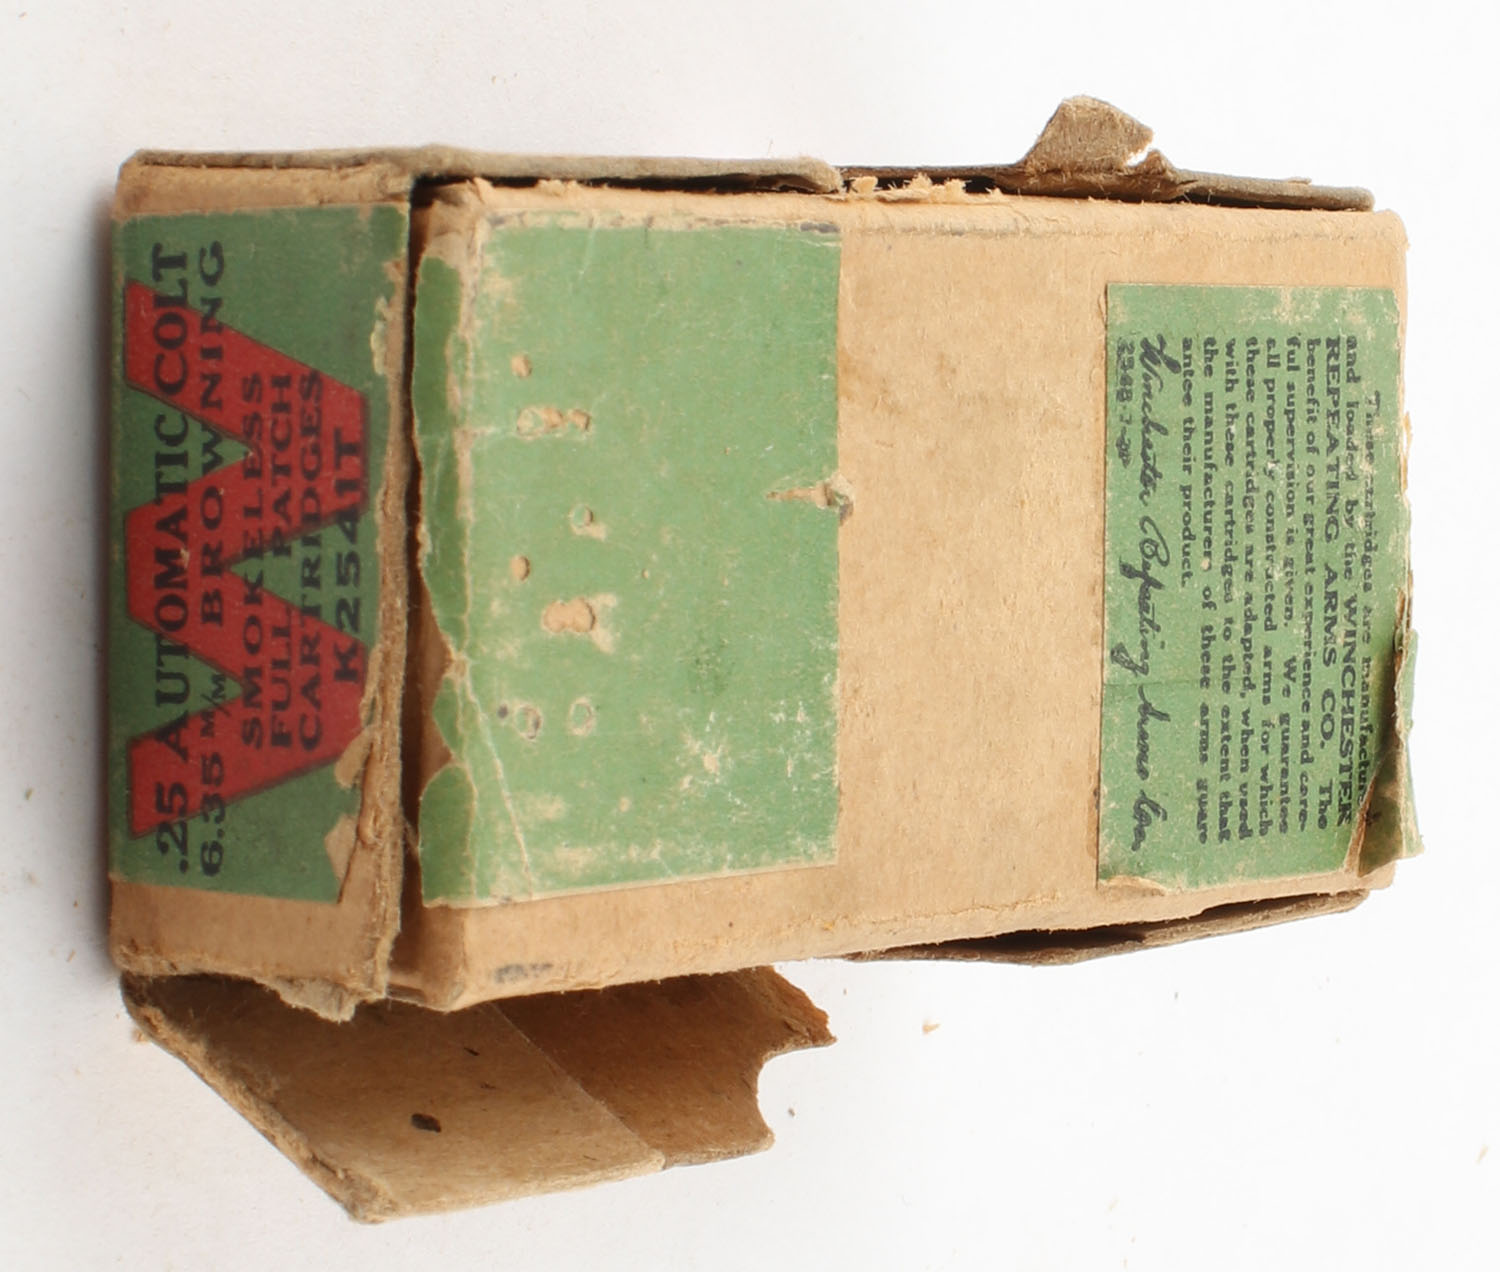 .25 AUTOMATIC COLT
6.35 M/M BROWNING
SMOKELESS
FULL PATCH
CARTRIDGES
K2541T
These cartridges are manufactured
and loaded by the WINCHESTER
REPEATING ARMS CO. The
benefit of our great experience and care-
ful supervision is given. We guarantee
all properly constructed arms for which
these cartridges are adapted, when used
with these cartridges to the extent that
the manufacturers of these arms guar-
antee their product.
Winchester Repeating Arms Co.